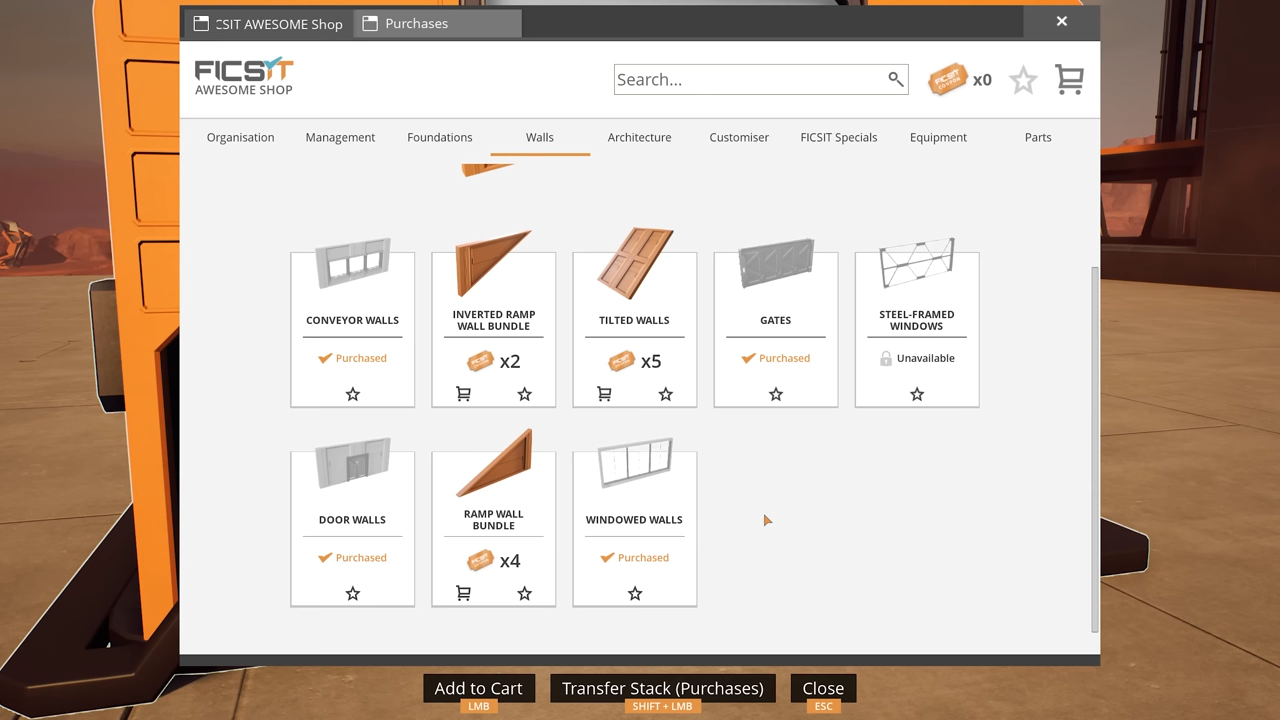 CSIT AWESOME Shop
Purchases
FICSIT
AWESOME SHOP
Search...
FICSIT
COUPON
x0
Organisation
Management
Foundations
Walls
Architecture
Customiser
FICSIT Specials
Equipment
Parts
CONVEYOR WALLS
Purchased
INVERTED RAMP
WALL BUNDLE
x2
TILTED WALLS
x5
GATES
Purchased
STEEL-FRAMED
WINDOWS
Unavailable
DOOR WALLS
Purchased
RAMP WALL
BUNDLE
x4
WINDOWED WALLS
Purchased
Add to Cart
LMB
Transfer Stack (Purchases)
SHIFT + LMB
Close
ESC